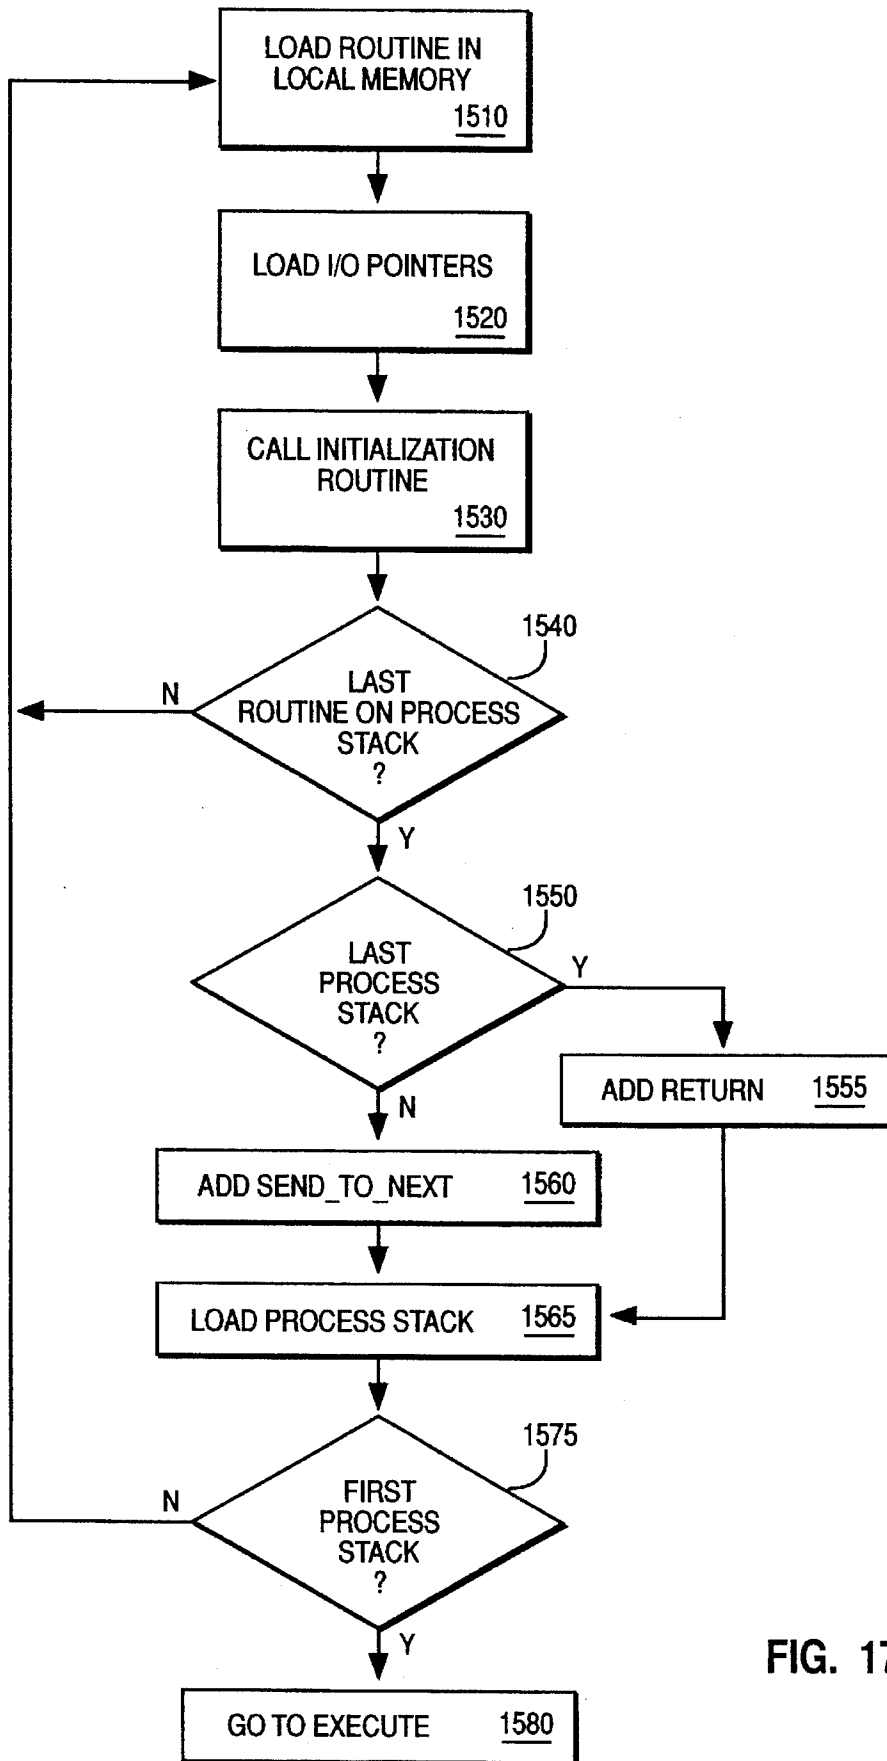 LOAD ROUTINE IN
LOCAL MEMORY
1510
LOAD I/O POINTERS
1520
CALL INITIALIZATION
ROUTINE
1530
1540
LAST
ROUTINE ON PROCESS
STACK
?
N
Y
1550
LAST
PROCESS
STACK
?
Y
N
ADD RETURN 1555
ADD SEND_TO_NEXT 1560
LOAD PROCESS STACK 1565
1575
FIRST
PROCESS
STACK
?
N
Y
GO TO EXECUTE 1580
FIG. 17